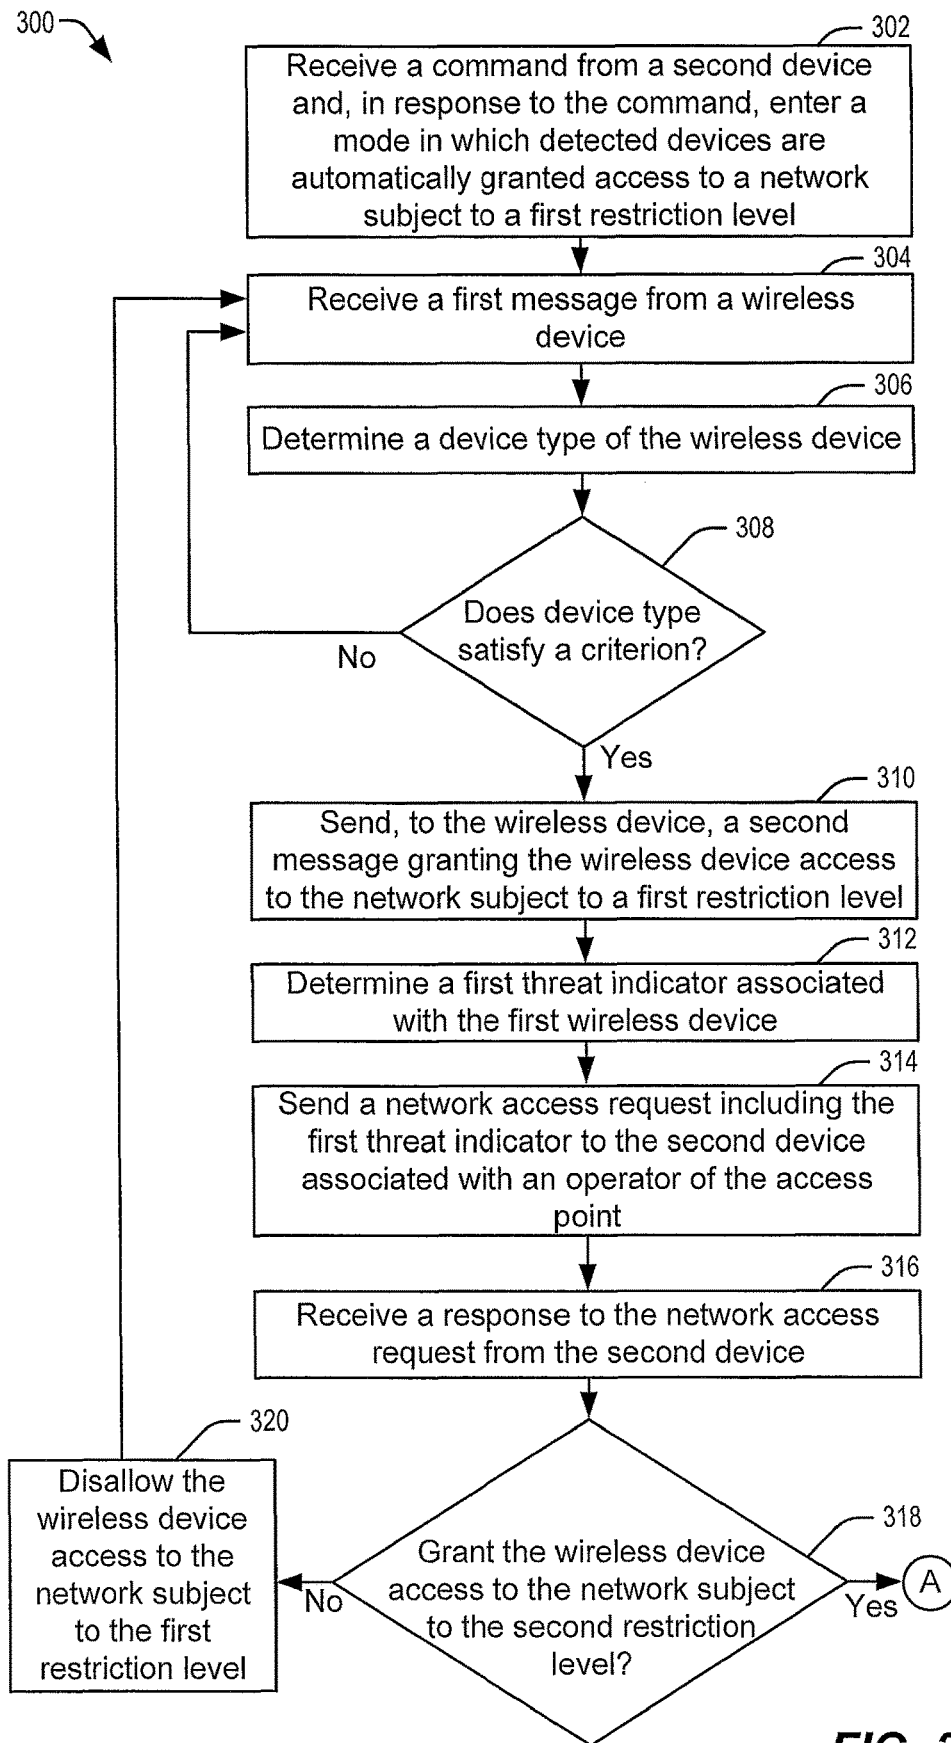 300
302
Receive a command from a second device
and, in response to the command, enter a
mode in which detected devices are
automatically granted access to a network
subject to a first restriction level
304
Receive a first message from a wireless
device
306
Determine a device type of the wireless device
308
Does device type
satisfy a criterion?
No
Yes
310
Send, to the wireless device, a second
message granting the wireless device access
to the network subject to a first restriction level
312
Determine a first threat indicator associated
with the first wireless device
314
Send a network access request including the
first threat indicator to the second device
associated with an operator of the access
point
316
Receive a response to the network access
request from the second device
320
Disallow the
wireless device
access to the
network subject
to the first
restriction level
318
Grant the wireless device
access to the network subject
to the second restriction
level?
No
Yes
A
FIG.